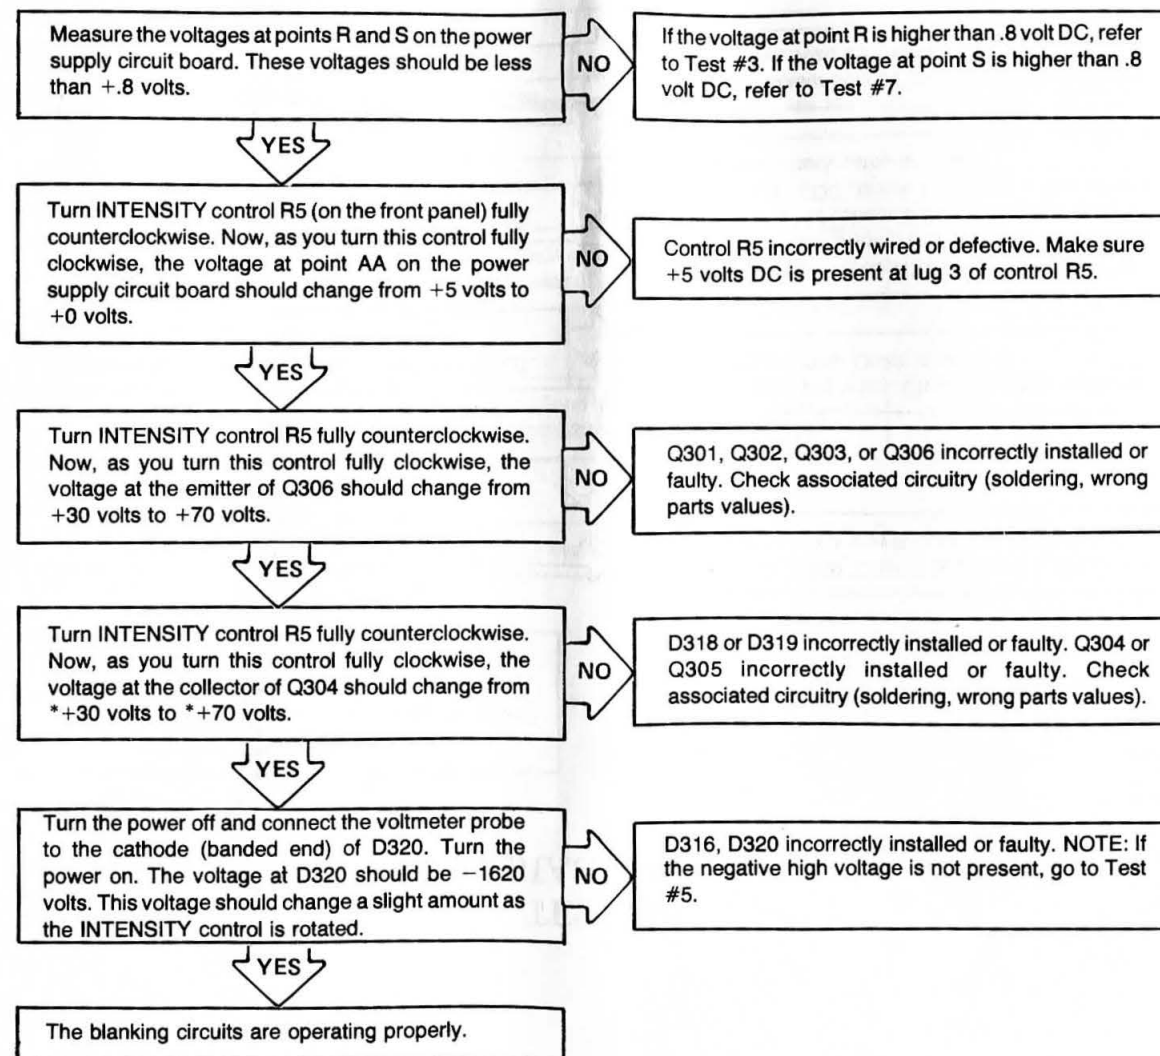 Measure the voltages at points R and S on the power
supply circuit board. These voltages should be less
than +.8 volts.
NO
If the voltage at point R is higher than .8 volt DC, refer
to Test #3. If the voltage at point S is higher than .8
volt DC, refer to Test #7.
YES
Turn INTENSITY control R5 (on the front panel) fully
counterclockwise. Now, as you turn this control fully
clockwise, the voltage at point AA on the power
supply circuit board should change from +5 volts to
+0 volts.
NO
Control R5 incorrectly wired or defective. Make sure
+5 volts DC is present at lug 3 of control R5.
YES
Turn INTENSITY control R5 fully counterclockwise.
Now, as you turn this control fully clockwise, the
voltage at the emitter of Q306 should change from
+30 volts to +70 volts.
NO
Q301, Q302, Q303, or Q306 incorrectly installed or
faulty. Check associated circuitry (soldering, wrong
parts values).
YES
Turn INTENSITY control R5 fully counterclockwise.
Now, as you turn this control fully clockwise, the
voltage at the collector of Q304 should change from
*+30 volts to *+70 volts.
NO
D318 or D319 incorrectly installed or faulty. Q304 or
Q305 incorrectly installed or faulty. Check
associated circuitry (soldering, wrong parts values).
YES
Turn the power off and connect the voltmeter probe
to the cathode (banded end) of D320. Turn the
power on. The voltage at D320 should be −1620
volts. This voltage should change a slight amount as
the INTENSITY control is rotated.
NO
D316, D320 incorrectly installed or faulty. NOTE: If
the negative high voltage is not present, go to Test
#5.
YES
The blanking circuits are operating properly.